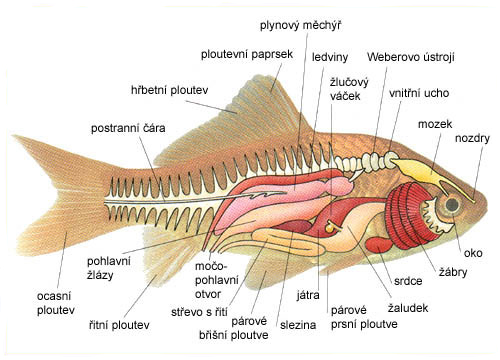 plynový měchýř
ploutevní paprsek
ledviny
Weberovo ústrojí
žlučový
váček
vnitřní ucho
hřbetní ploutev
mozek
nozdry
postranní čára
pohlavní
žlázy
močo-
pohlavní
otvor
oko
žábry
srdce
ocasní
ploutev
řitní ploutev
střevo s řití
játra
žaludek
párové
břišní ploutve
slezina
párové
prsní ploutve